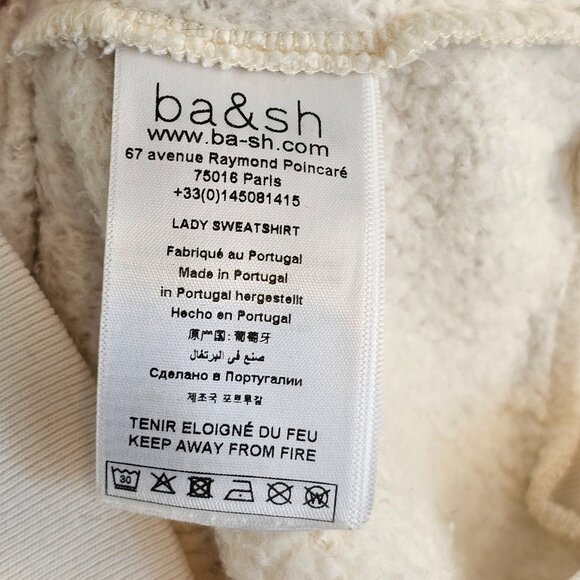 ba&sh
www.ba-sh.com
67 avenue Raymond Poincaré
75016 Paris
+33(0)145081415
LADY SWEATSHIRT
Fabriqué au Portugal
Made in Portugal
in Portugal hergestellt
Hecho en Portugal
原产国: 葡萄牙
صنع في البرتغال
Сделано в Португалии
제조국 포르투갈
TENIR ELOIGNÉ DU FEU
KEEP AWAY FROM FIRE
30 W